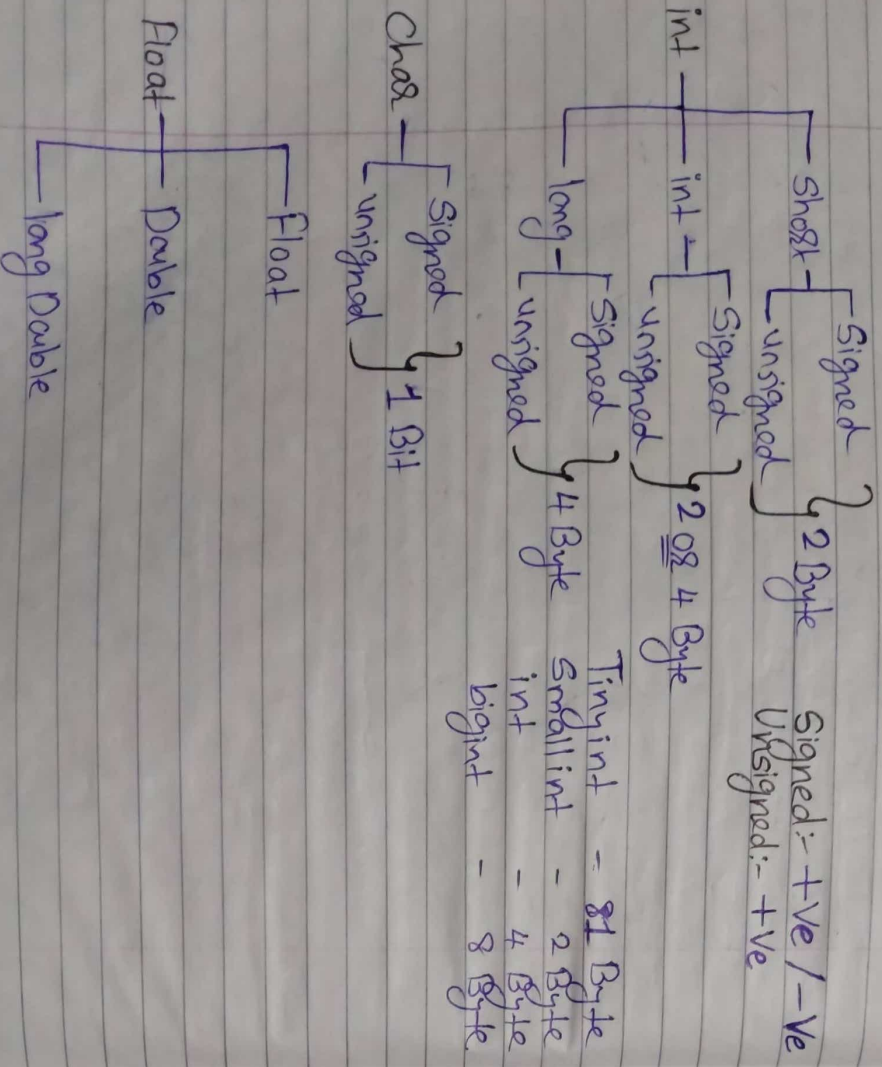 int
Short
Signed
Unsigned
2 Byte
Signed:- +Ve / -Ve
Unsigned:- +Ve
int
Signed
Unsigned
2 or 4 Byte
long
Signed
Unsigned
4 Byte
Tinyint - 1 Byte
Smallint - 2 Byte
int - 4 Byte
bigint - 8 Byte
Char
Signed
Unsigned
1 Bit
Float
Float
Double
long Double